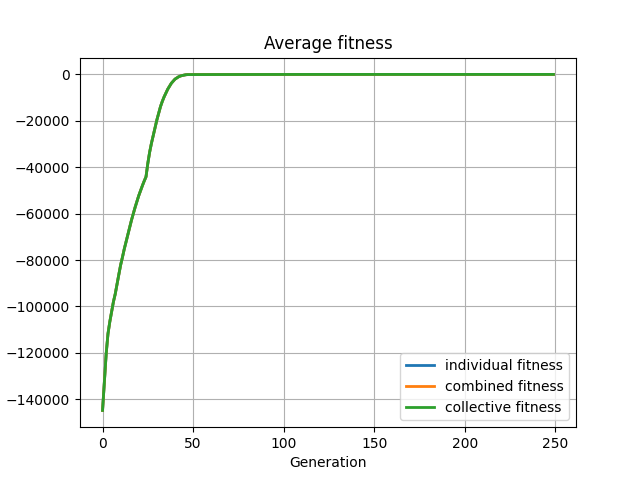 Average fitness
0
−20000
−40000
−60000
−80000
−100000
−120000
−140000
individual fitness
combined fitness
collective fitness
0 50 100 150 200 250
Generation